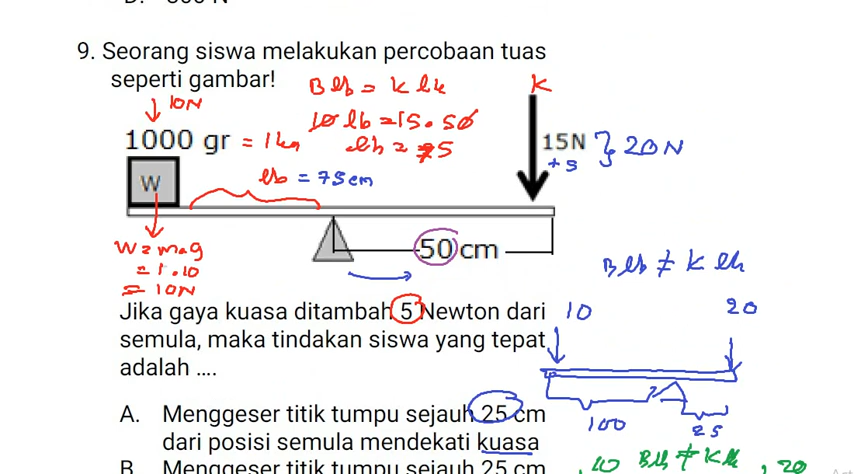 9. Seorang siswa melakukan percobaan tuas
seperti gambar!
B lb = K lk
K
10N
10 lb = 15.50
1000 gr = 1kg
lb = 75
15N } 20N
+5
lb = 75cm
W
50 cm
W = m.g
= 1.10
= 10N
B lb ≠ K lk
Jika gaya kuasa ditambah 5 Newton dari
10
20
semula, maka tindakan siswa yang tepat
adalah ....
100
25
A. Menggeser titik tumpu sejauh 25 cm
dari posisi semula mendekati kuasa
10 B lb ≠ K lk, 20